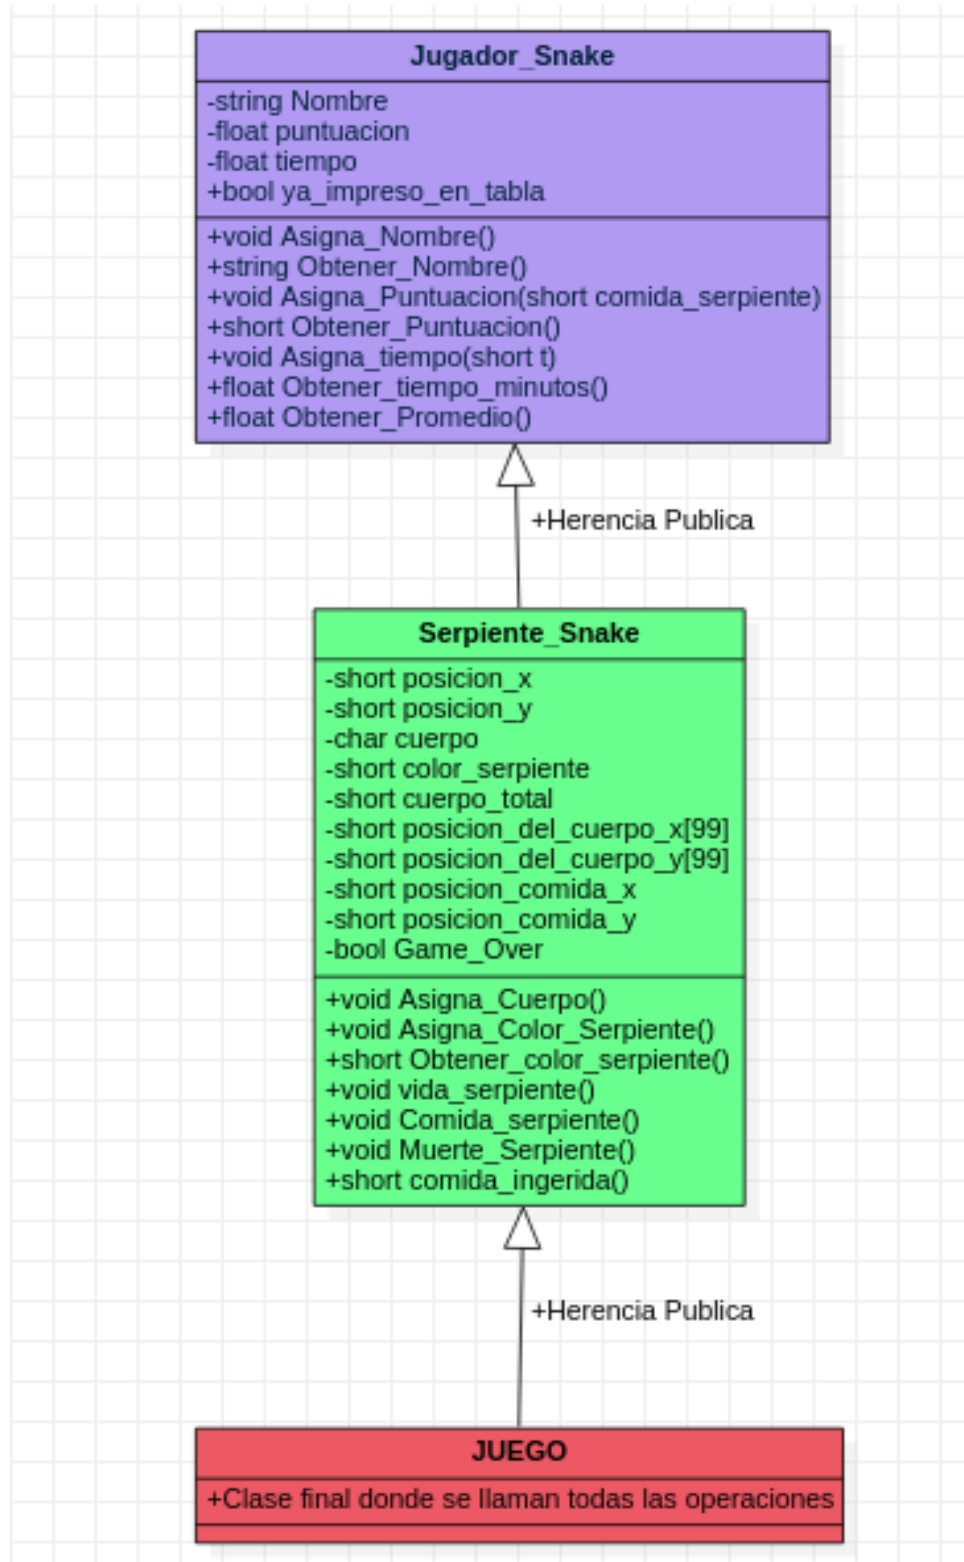 Jugador_Snake
-string Nombre
-float puntuacion
-float tiempo
+bool ya_impreso_en_tabla
+void Asigna_Nombre()
+string Obtener_Nombre()
+void Asigna_Puntuacion(short comida_serpiente)
+short Obtener_Puntuacion()
+void Asigna_tiempo(short t)
+float Obtener_tiempo_minutos()
+float Obtener_Promedio()
+Herencia Publica
Serpiente_Snake
-short posicion_x
-short posicion_y
-char cuerpo
-short color_serpiente
-short cuerpo_total
-short posicion_del_cuerpo_x[99]
-short posicion_del_cuerpo_y[99]
-short posicion_comida_x
-short posicion_comida_y
-bool Game_Over
+void Asigna_Cuerpo()
+void Asigna_Color_Serpiente()
+short Obtener_color_serpiente()
+void vida_serpiente()
+void Comida_serpiente()
+void Muerte_Serpiente()
+short comida_ingerida()
+Herencia Publica
JUEGO
+Clase final donde se llaman todas las operaciones